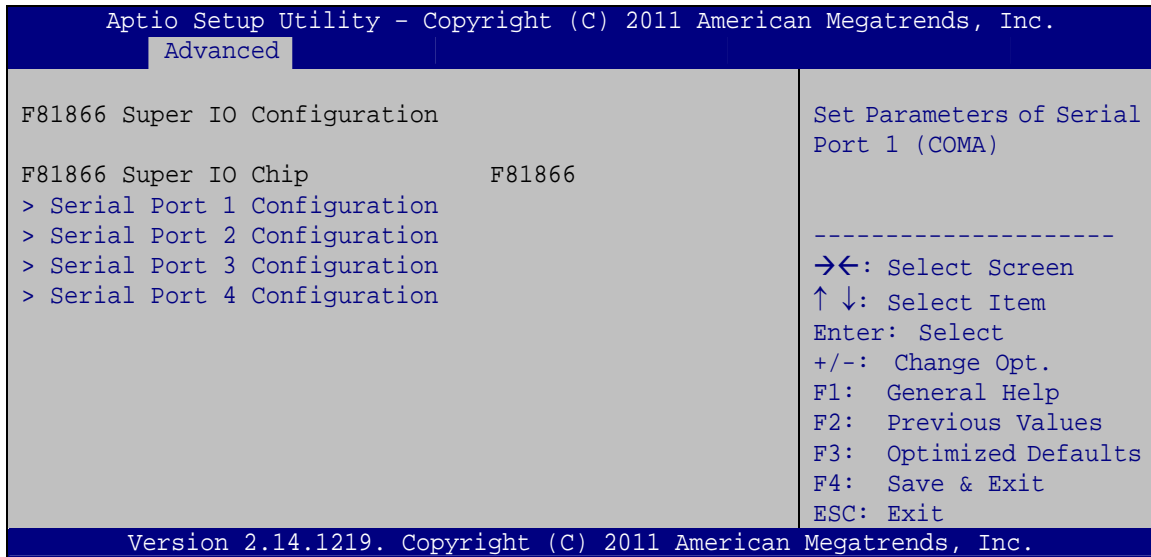 Aptio Setup Utility – Copyright (C) 2011 American Megatrends, Inc.
Advanced
F81866 Super IO Configuration
F81866 Super IO Chip F81866
> Serial Port 1 Configuration
> Serial Port 2 Configuration
> Serial Port 3 Configuration
> Serial Port 4 Configuration
Set Parameters of Serial
Port 1 (COMA)
---------------------
→←: Select Screen
↑ ↓: Select Item
Enter: Select
+/-: Change Opt.
F1: General Help
F2: Previous Values
F3: Optimized Defaults
F4: Save & Exit
ESC: Exit
Version 2.14.1219. Copyright (C) 2011 American Megatrends, Inc.